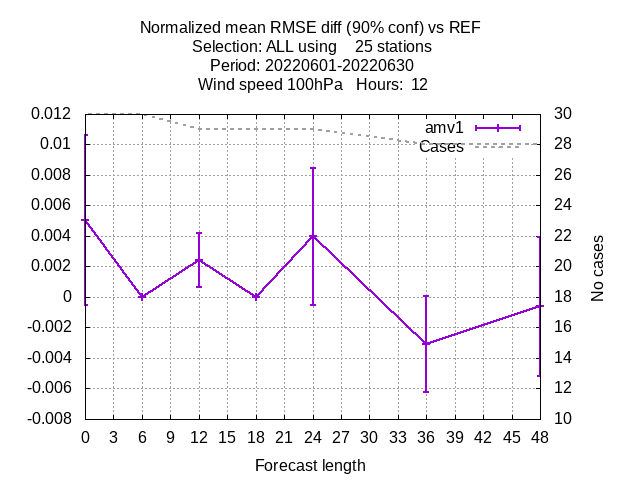 Normalized mean RMSE diff (90% conf) vs REF
Selection: ALL using    25 stations
Period: 20220601-20220630
Wind speed 100hPa   Hours:  12
0.012 30
0.01 28
0.008 26
0.006 24
0.004 22
0.002 20
0 18
-0.002 16
-0.004 14
-0.006 12
-0.008 10
amv1
Cases
No cases
0 3 6 9 12 15 18 21 24 27 30 33 36 39 42 45 48
Forecast length